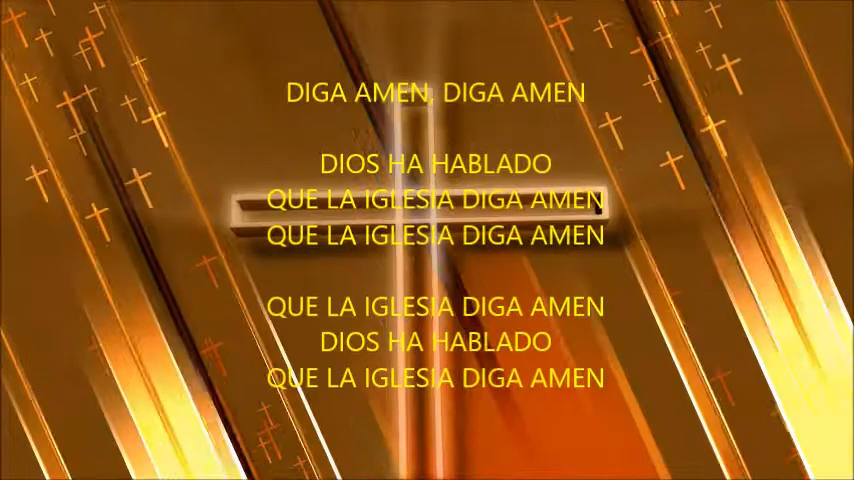 DIGA AMEN, DIGA AMEN
DIOS HA HABLADO
QUE LA IGLESIA DIGA AMEN
QUE LA IGLESIA DIGA AMEN
QUE LA IGLESIA DIGA AMEN
DIOS HA HABLADO
QUE LA IGLESIA DIGA AMEN